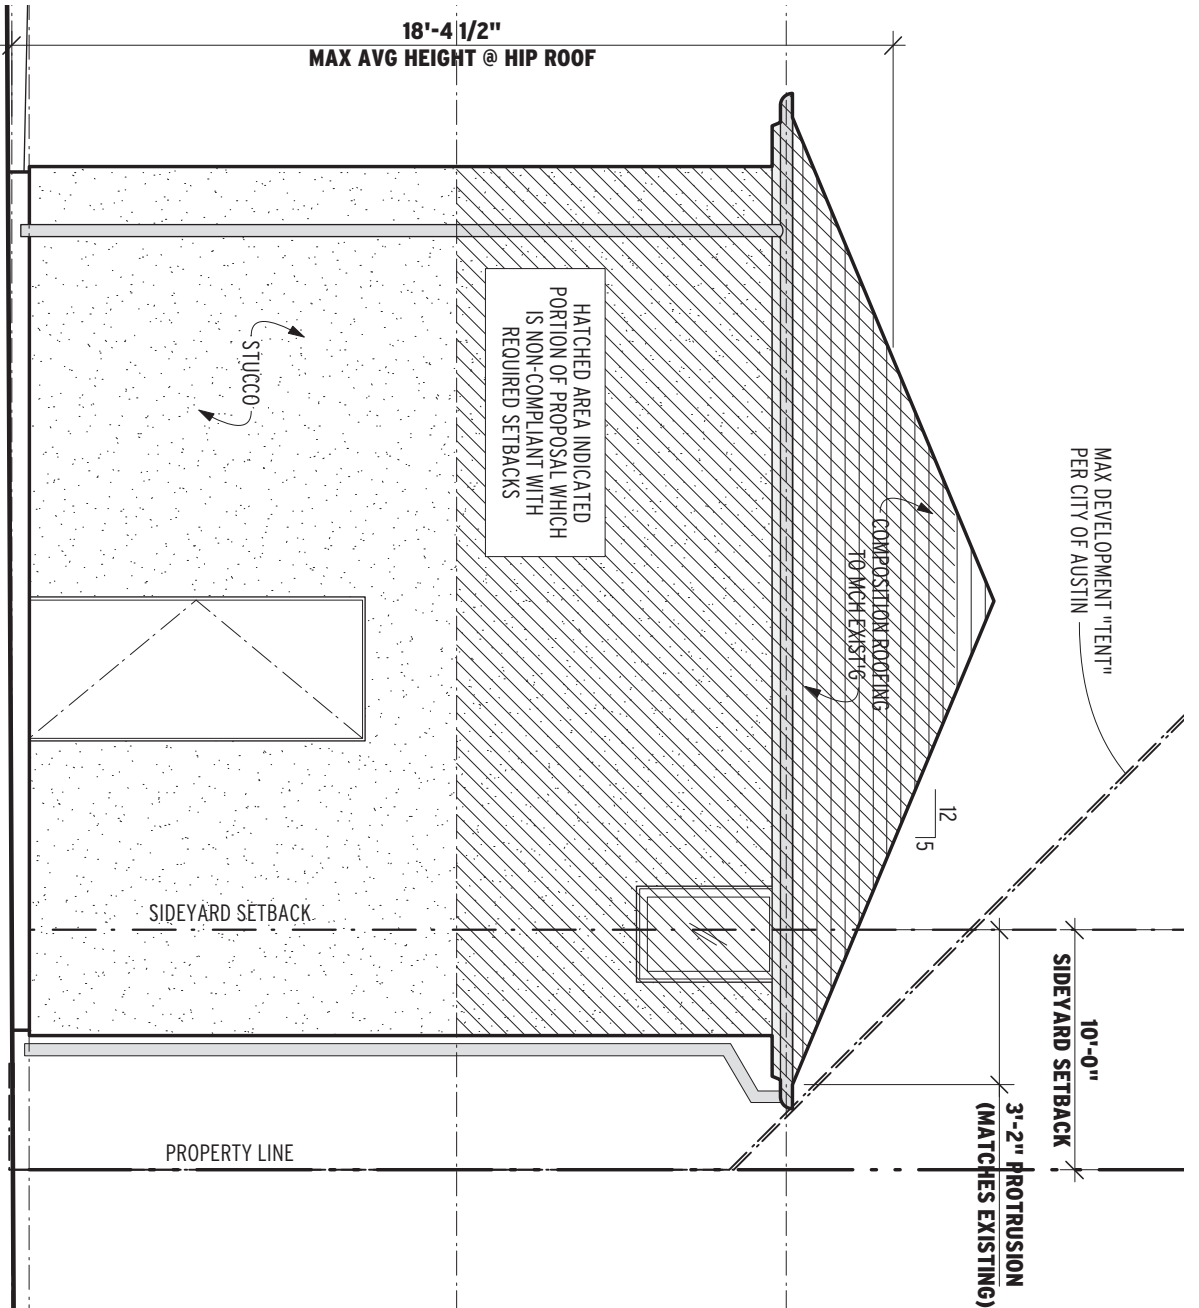 18'-4 1/2"
MAX AVG HEIGHT @ HIP ROOF
HATCHED AREA INDICATED
PORTION OF PROPOSAL WHICH
IS NON-COMPLIANT WITH
REQUIRED SETBACKS
STUCCO
COMPOSITION ROOFING
TO MCH EXIST'G
MAX DEVELOPMENT "TENT"
PER CITY OF AUSTIN
12
5
SIDEYARD SETBACK
10'-0"
SIDEYARD SETBACK
3'-2" PROTRUSION
(MATCHES EXISTING)
PROPERTY LINE